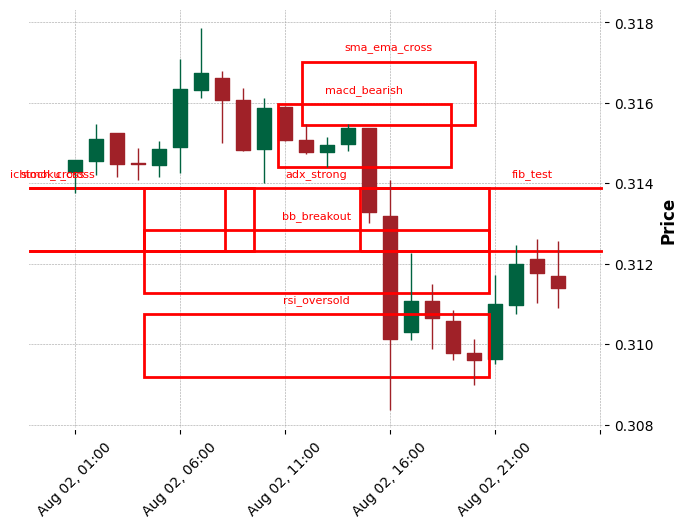 0.318
sma_ema_cross
macd_bearish
0.316
adx_strong
fib_test
0.314
bb_breakout
Price
0.312
rsi_oversold
0.310
0.308
Aug 02, 01:00
Aug 02, 06:00
Aug 02, 11:00
Aug 02, 16:00
Aug 02, 21:00